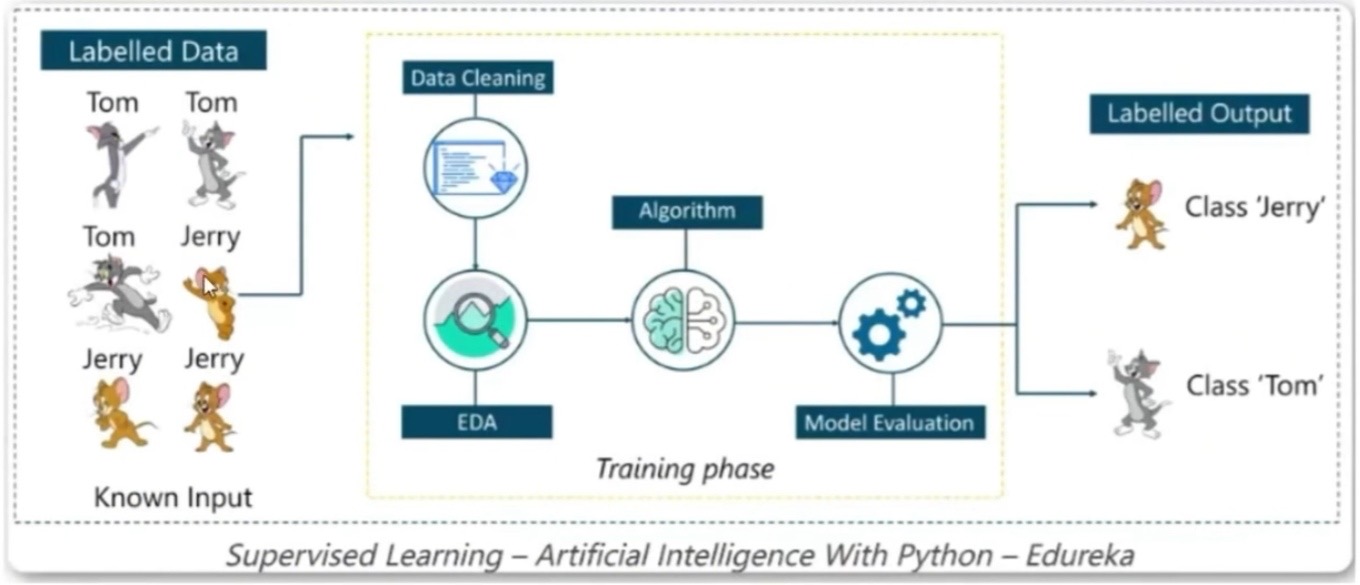 Labelled Data
Tom Tom
Tom Jerry
Jerry Jerry
Known Input
Data Cleaning
EDA
Algorithm
Model Evaluation
Training phase
Labelled Output
Class 'Jerry'
Class 'Tom'
Supervised Learning – Artificial Intelligence With Python – Edureka